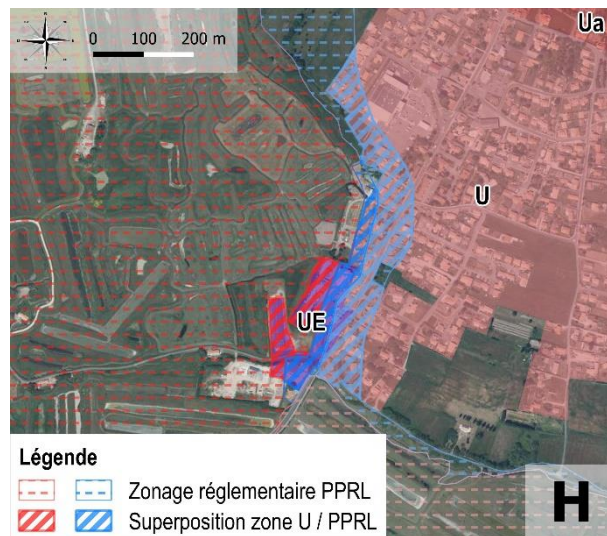 0 100 200 m
Ua
U
UE
Légende
Zonage réglementaire PPRL
Superposition zone U / PPRL
H